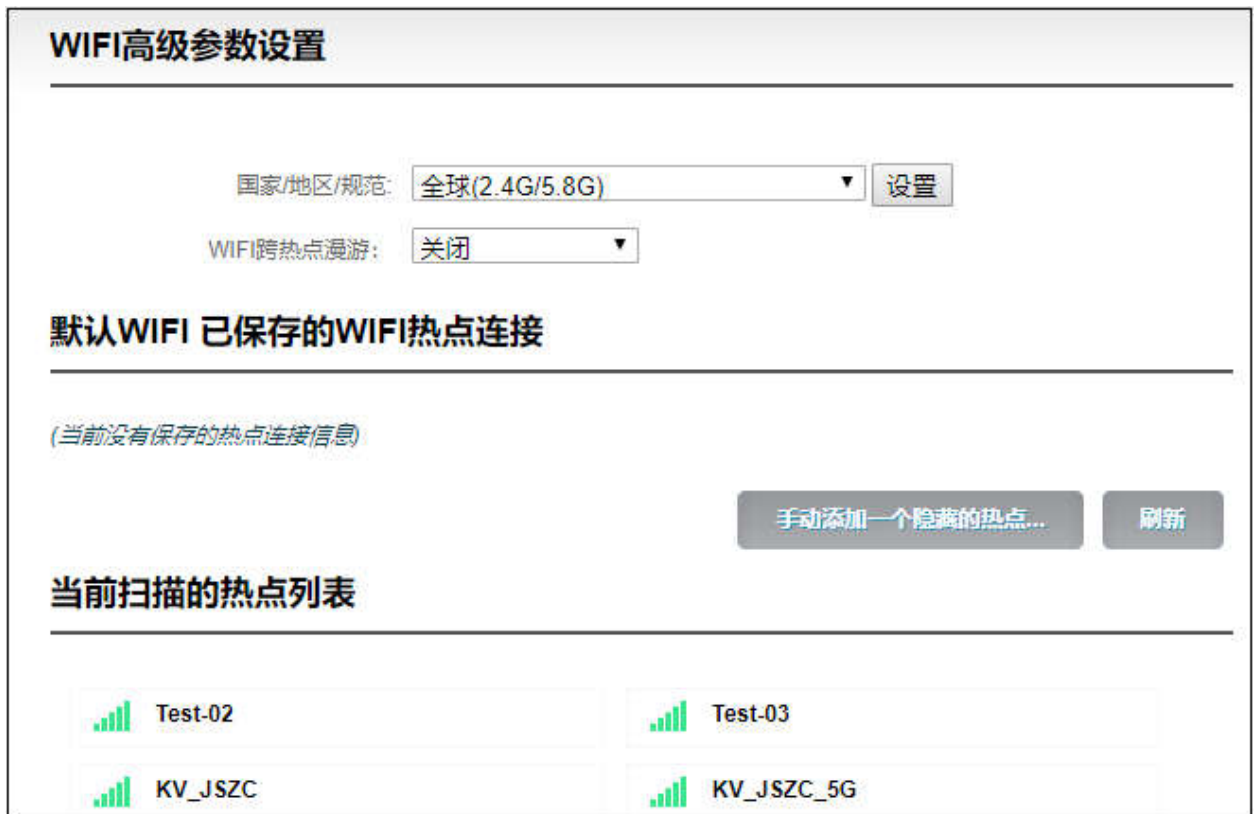 WIFI高级参数设置
国家/地区/规范: 全球(2.4G/5.8G) 设置
WIFI跨热点漫游： 关闭
默认WIFI 已保存的WIFI热点连接
(当前没有保存的热点连接信息)
手动添加一个隐藏的热点... 刷新
当前扫描的热点列表
Test-02 Test-03
KV_JSZC KV_JSZC_5G